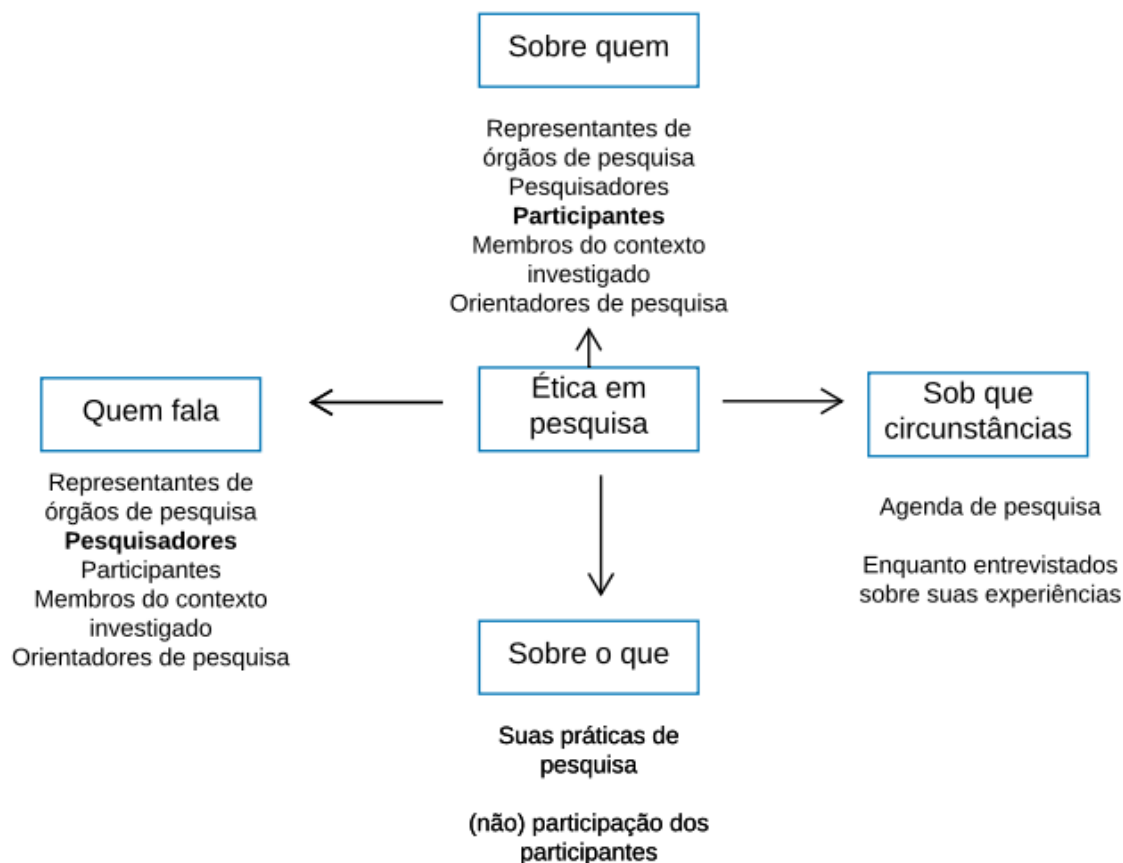 Sobre quem
Representantes de
órgãos de pesquisa
Pesquisadores
Participantes
Membros do contexto
investigado
Orientadores de pesquisa
Quem fala
Representantes de
órgãos de pesquisa
Pesquisadores
Participantes
Membros do contexto
investigado
Orientadores de pesquisa
Ética em
pesquisa
Sob que
circunstâncias
Agenda de pesquisa
Enquanto entrevistados
sobre suas experiências
Sobre o que
Suas práticas de
pesquisa
(não) participação dos
participantes